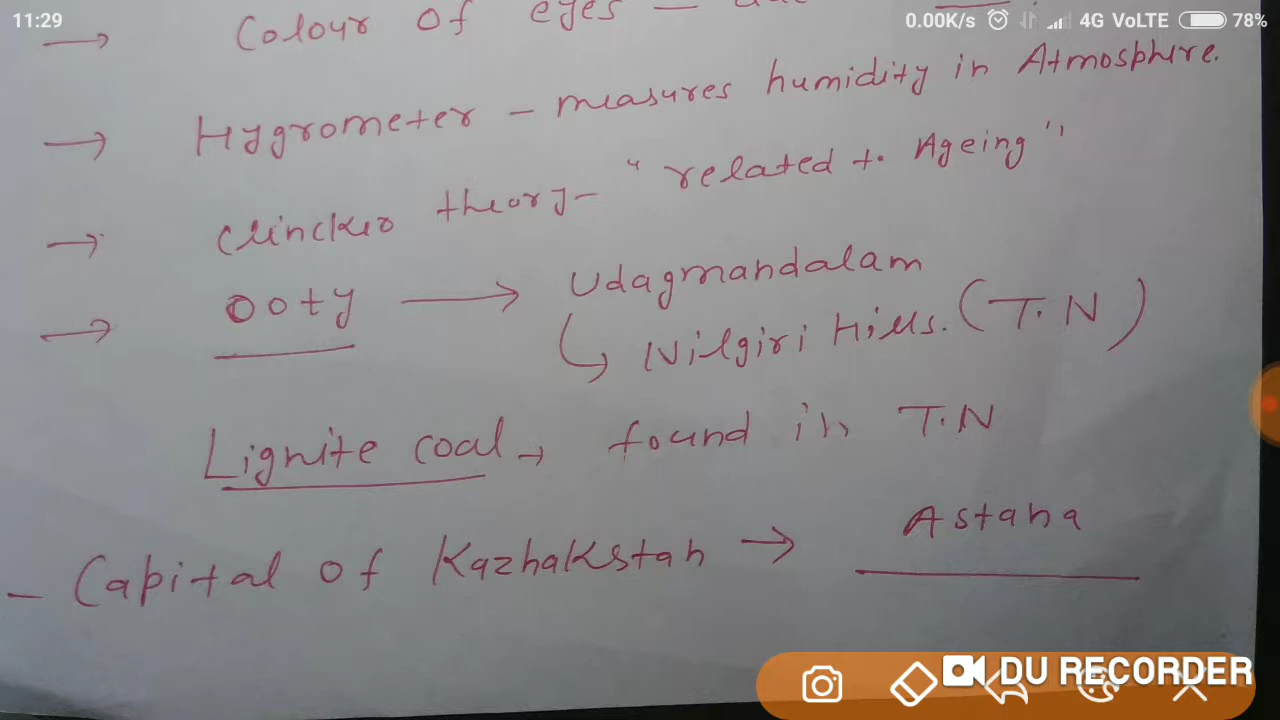 11:29 0.00K/s 4G VoLTE 78%
→ Colour of eyes —
→ Hygrometer – measures humidity in Atmosphire.
→ Clincker theory – "related to Ageing"
→ Ooty → Udagmandalam
↳ Nilgiri Hills. (T.N)
Lignite coal → found in T.N
– Capital of Kazhakstan → Astana
DU RECORDER